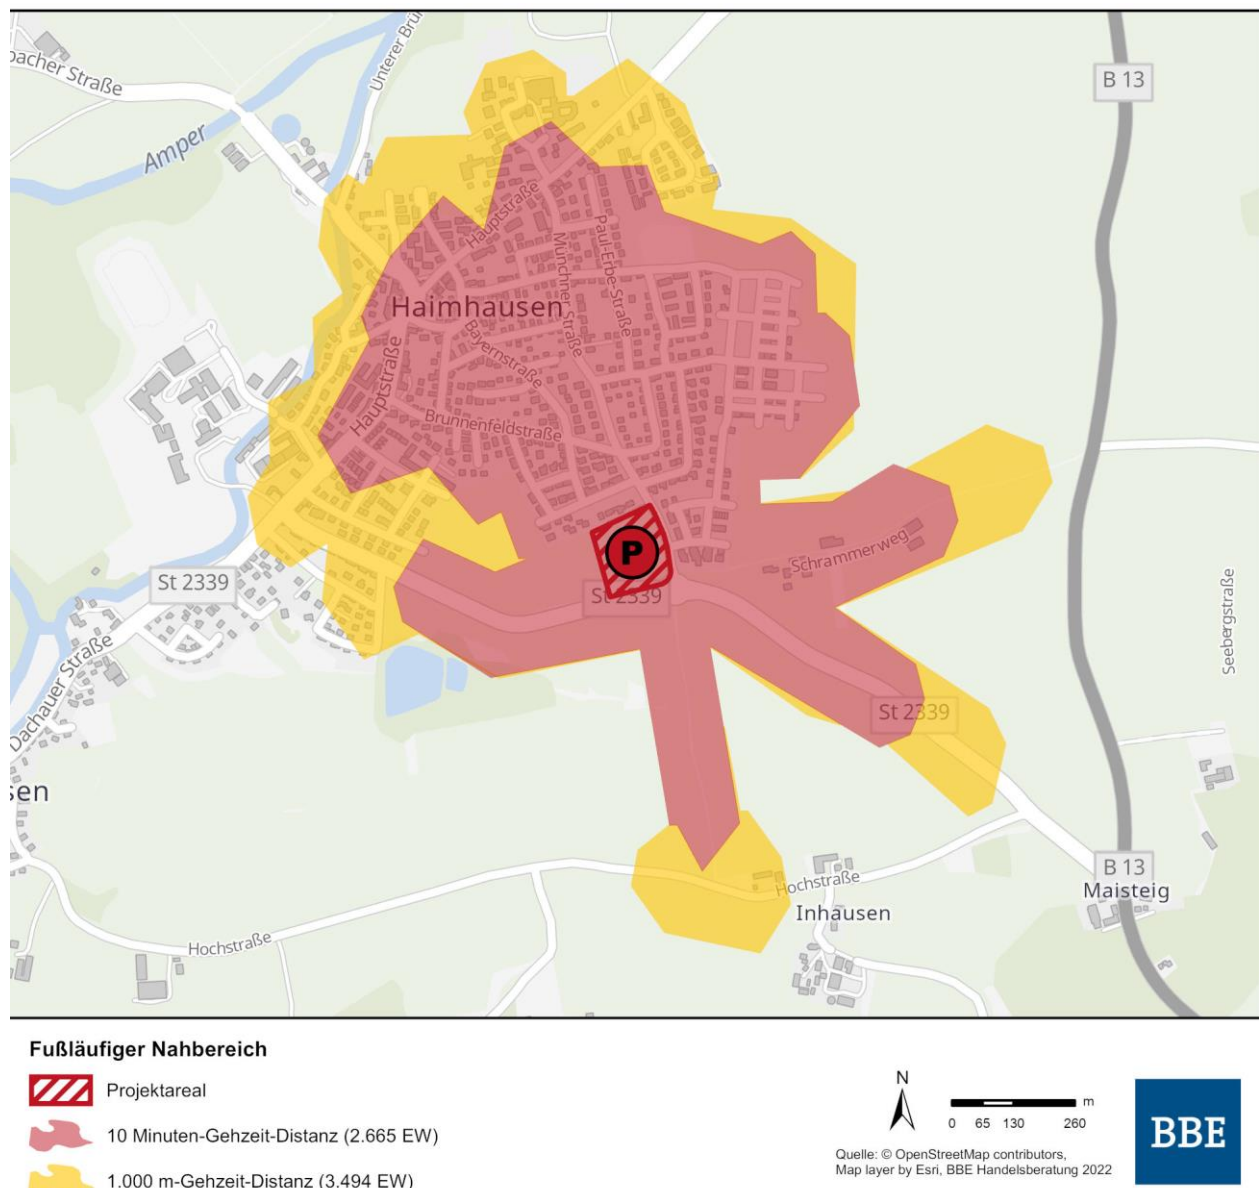 bacher Straße
Unterer Brü
B 13
Amper
Hauptstraße
Paul-Erbe-Straße
Münchner Straße
Haimhausen
Bayernstraße
Hauptstraße
Brunnenfeldstraße
P
Schrammerweg
St 2339
St 2339
Seebergstraße
Dachauer Straße
St 2339
sen
B 13
Hochstraße
Maisteig
Inhausen
Hochstraße
Fußläufiger Nahbereich
Projektareal
10 Minuten-Gehzeit-Distanz (2.665 EW)
1.000 m-Gehzeit-Distanz (3.494 EW)
N
m
0 65 130 260
Quelle: © OpenStreetMap contributors,
Map layer by Esri, BBE Handelsberatung 2022
BBE